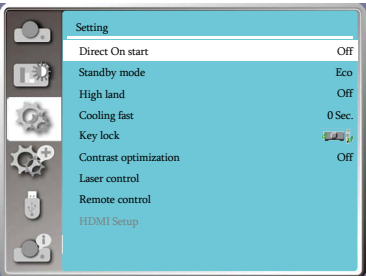 Setting
Direct On start Off
Standby mode Eco
High land Off
Cooling fast 0 Sec.
Key lock
Contrast optimization Off
Laser control
Remote control
HDMI Setup